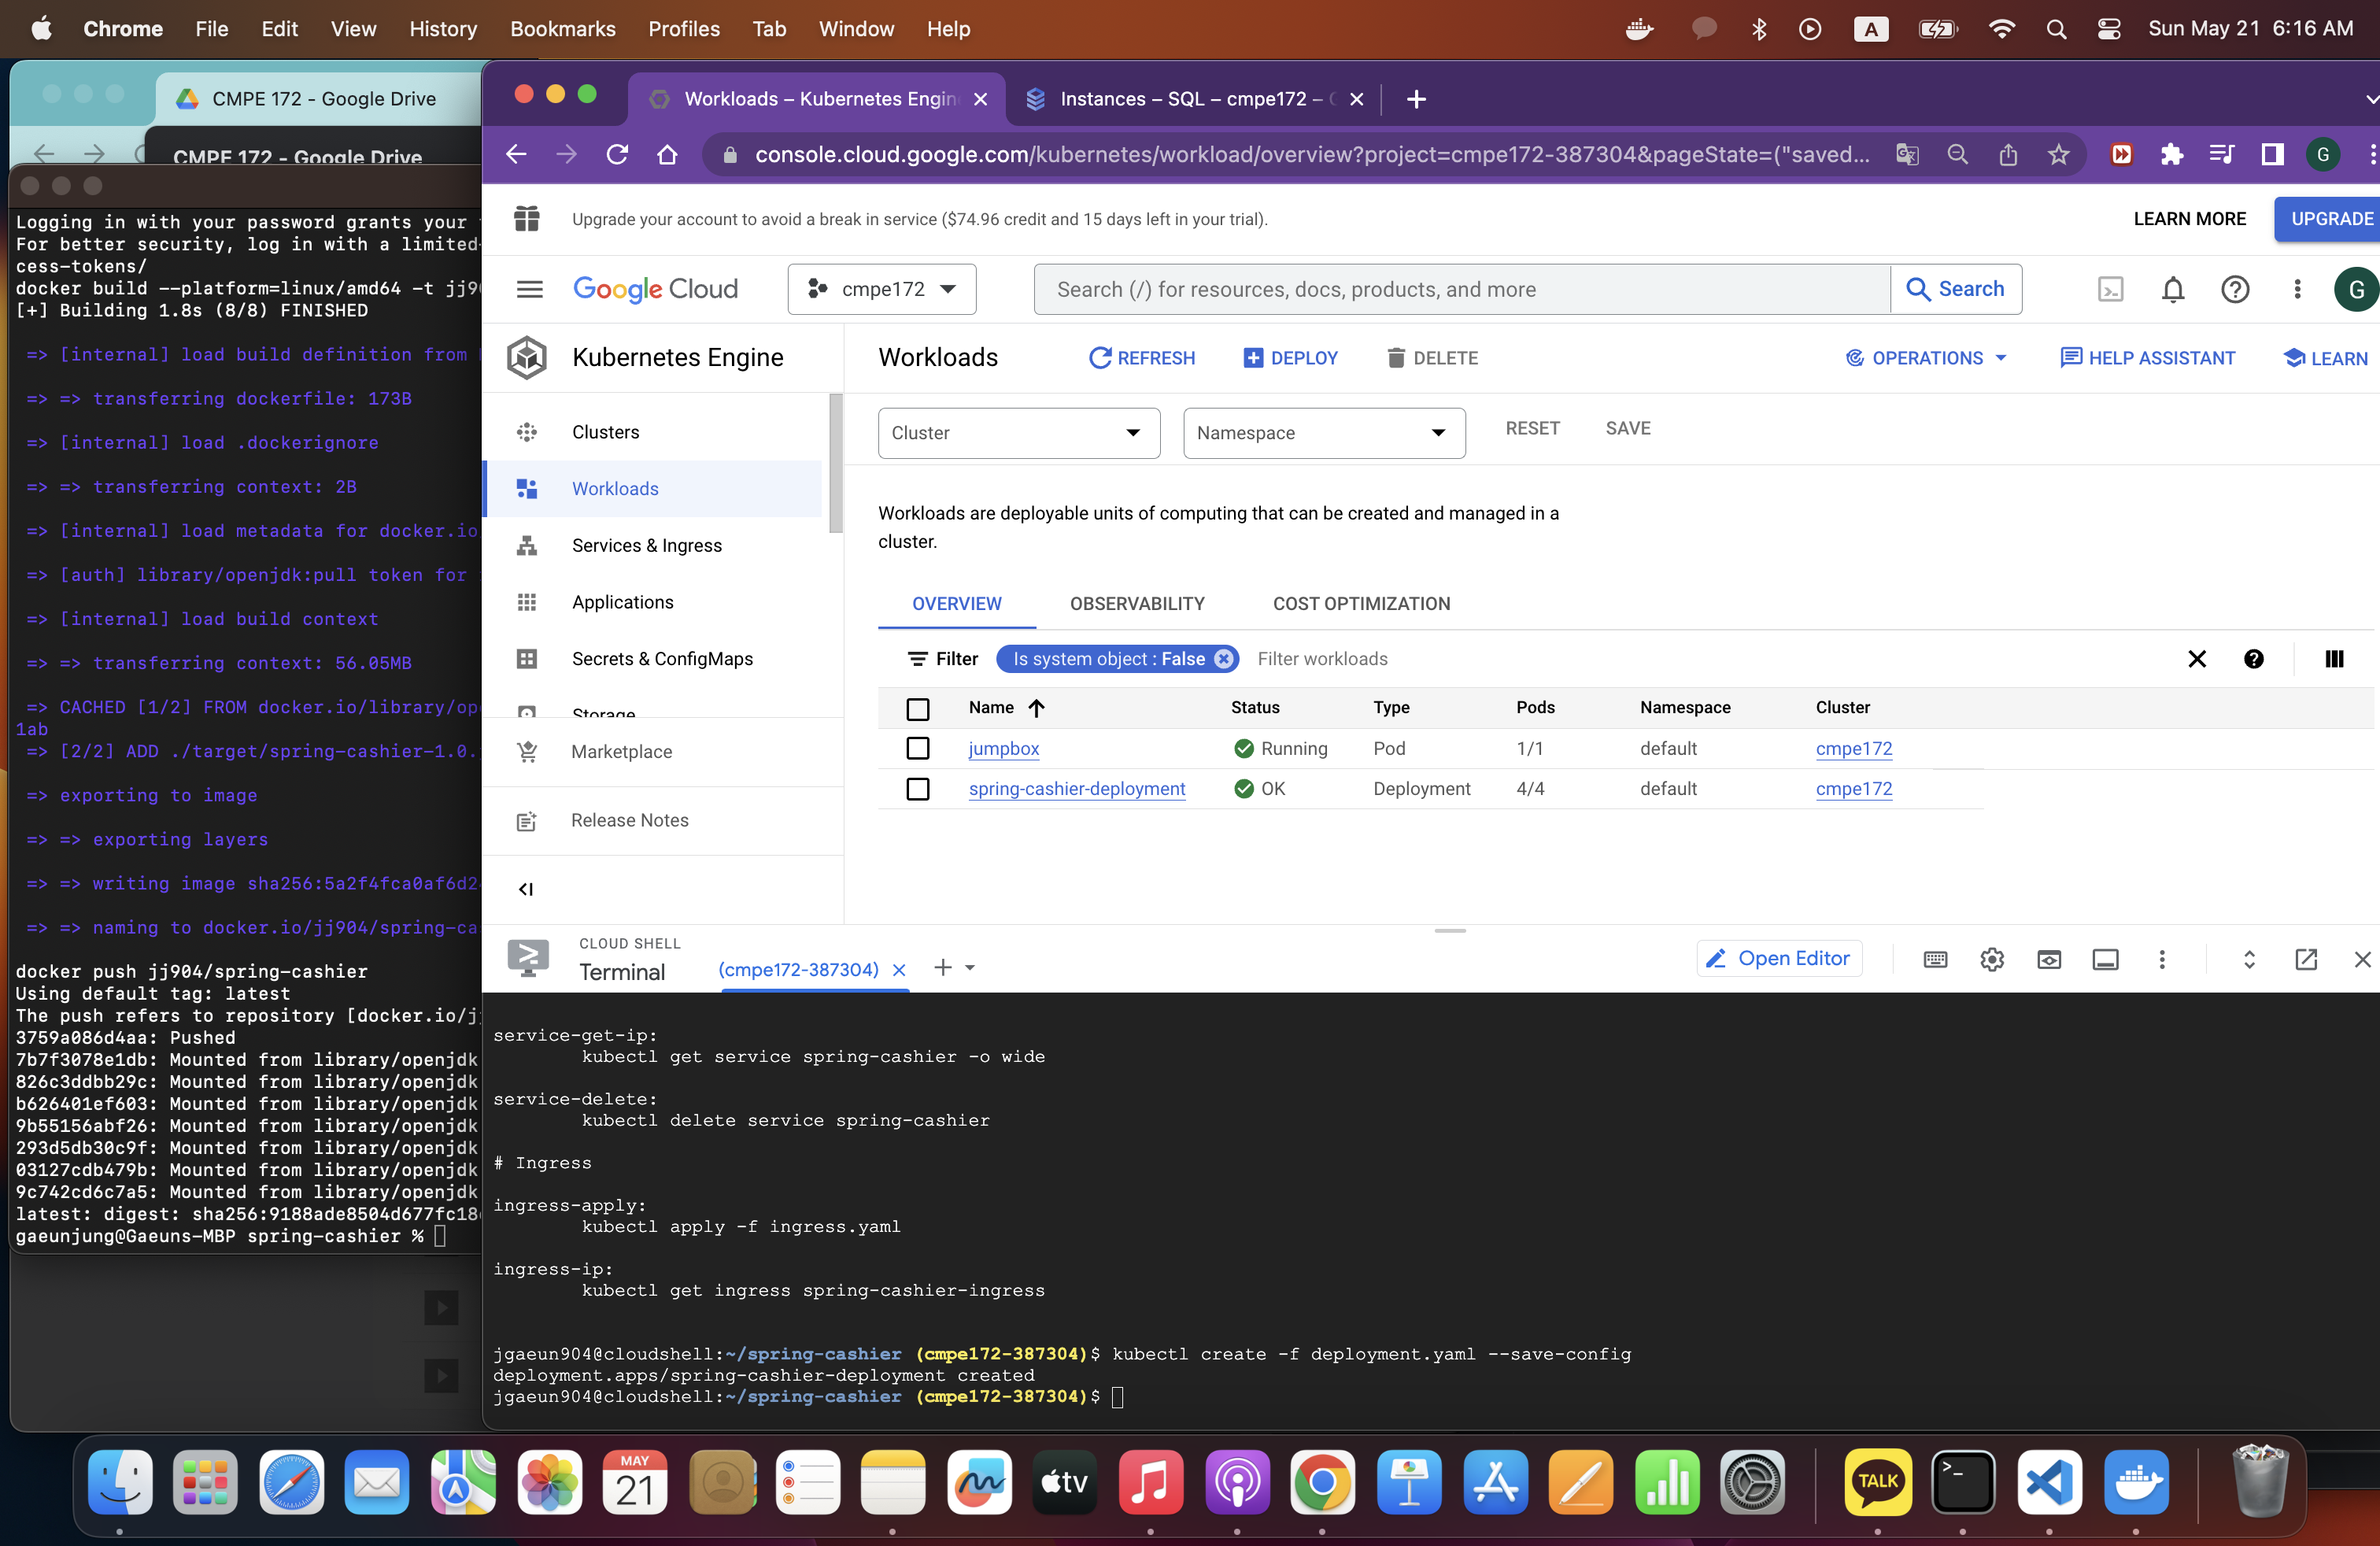 Chrome File Edit View History Bookmarks Profiles Tab Window Help
A
Sun May 21 6:16 AM
CMPE 172 - Google Drive
CMPE 172 - Google Drive
Logging in with your password grants your
For better security, log in with a limited-
cess-tokens/
docker build --platform=linux/amd64 -t jj90
[+] Building 1.8s (8/8) FINISHED
=> [internal] load build definition from
=> => transferring dockerfile: 173B
=> [internal] load .dockerignore
=> => transferring context: 2B
=> [internal] load metadata for docker.io
=> [auth] library/openjdk:pull token for
=> [internal] load build context
=> => transferring context: 56.05MB
=> CACHED [1/2] FROM docker.io/library/op
1ab
=> [2/2] ADD ./target/spring-cashier-1.0.
=> exporting to image
=> => exporting layers
=> => writing image sha256:5a2f4fca0af6d2
=> => naming to docker.io/jj904/spring-ca
docker push jj904/spring-cashier
Using default tag: latest
The push refers to repository [docker.io/j
3759a086d4aa: Pushed
7b7f3078e1db: Mounted from library/openjdk
826c3ddbb29c: Mounted from library/openjdk
b626401ef603: Mounted from library/openjdk
9b55156abf26: Mounted from library/openjdk
293d5db30c9f: Mounted from library/openjdk
03127cdb479b: Mounted from library/openjdk
9c742cd6c7a5: Mounted from library/openjdk
latest: digest: sha256:9188ade8504d677fc18
gaeunjung@Gaeuns-MBP spring-cashier %
Workloads – Kubernetes Engin
Instances – SQL – cmpe172 –
console.cloud.google.com/kubernetes/workload/overview?project=cmpe172-387304&pageState=("saved...
G
Upgrade your account to avoid a break in service ($74.96 credit and 15 days left in your trial).
LEARN MORE
UPGRADE
Google Cloud
cmpe172
Search (/) for resources, docs, products, and more
Search
G
Kubernetes Engine
Clusters
Workloads
Services & Ingress
Applications
Secrets & ConfigMaps
Storage
Marketplace
Release Notes
Workloads
REFRESH
DEPLOY
DELETE
OPERATIONS
HELP ASSISTANT
LEARN
Cluster
Namespace
RESET
SAVE
Workloads are deployable units of computing that can be created and managed in a
cluster.
OVERVIEW
OBSERVABILITY
COST OPTIMIZATION
Filter
Is system object : False
Filter workloads
Name Status Type Pods Namespace Cluster
jumpbox Running Pod 1/1 default cmpe172
spring-cashier-deployment OK Deployment 4/4 default cmpe172
CLOUD SHELL
Terminal
(cmpe172-387304)
Open Editor
service-get-ip:
kubectl get service spring-cashier -o wide
service-delete:
kubectl delete service spring-cashier
# Ingress
ingress-apply:
kubectl apply -f ingress.yaml
ingress-ip:
kubectl get ingress spring-cashier-ingress
jgaeun904@cloudshell:~/spring-cashier (cmpe172-387304)$ kubectl create -f deployment.yaml --save-config
deployment.apps/spring-cashier-deployment created
jgaeun904@cloudshell:~/spring-cashier (cmpe172-387304)$
MAY
21
tv
TALK
>_